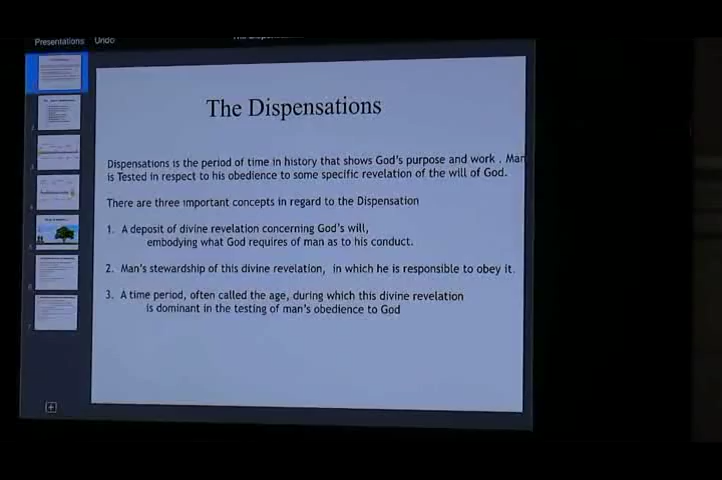 Presentations Undo
The Dispensations
Dispensations is the period of time in history that shows God's purpose and work . Man
is Tested in respect to his obedience to some specific revelation of the will of God.
There are three important concepts in regard to the Dispensation
1. A deposit of divine revelation concerning God's will,
embodying what God requires of man as to his conduct.
2. Man's stewardship of this divine revelation, in which he is responsible to obey it.
3. A time period, often called the age, during which this divine revelation
is dominant in the testing of man's obedience to God